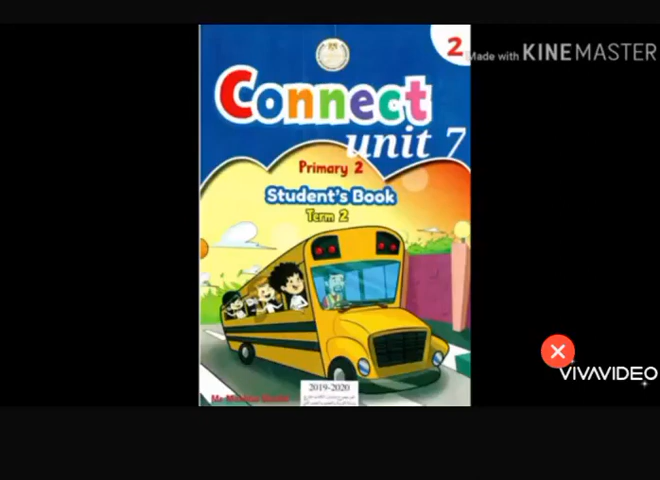 2
Made with KINEMASTER
Connect
unit 7
Primary 2
Student's Book
Term 2
2019-2020
VIVAVIDEO